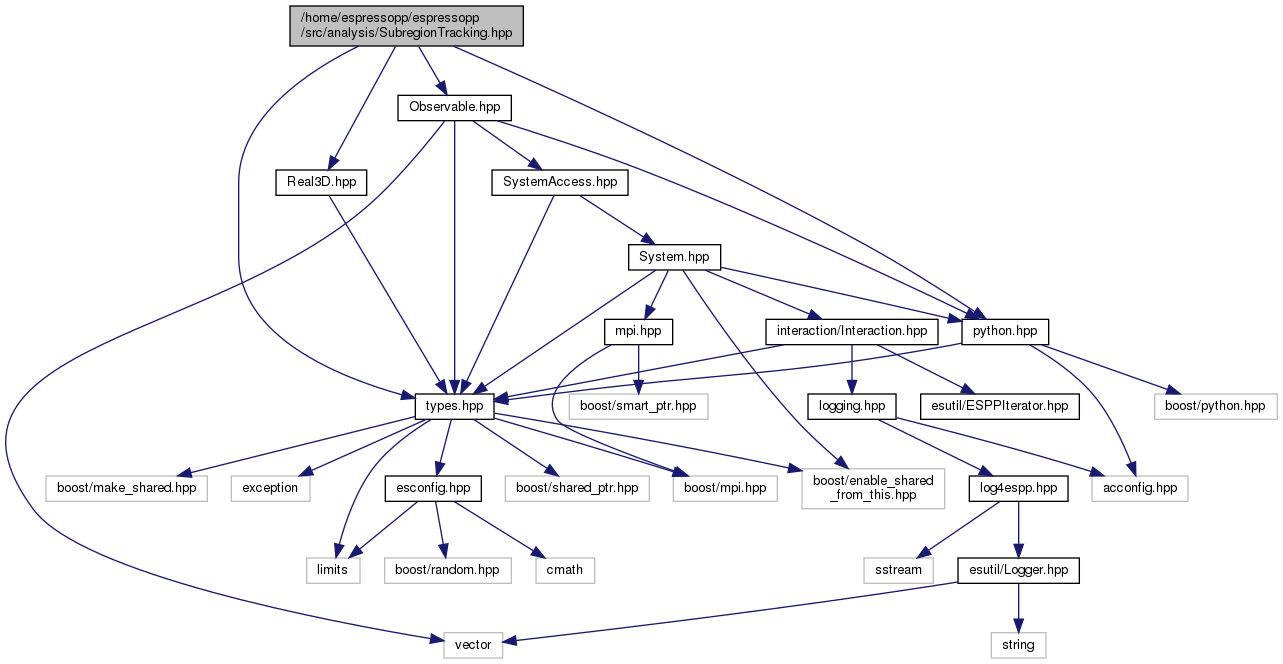 /home/espressopp/espressopp
/src/analysis/SubregionTracking.hpp
Observable.hpp
Real3D.hpp
SystemAccess.hpp
System.hpp
mpi.hpp
interaction/Interaction.hpp
python.hpp
types.hpp
boost/smart_ptr.hpp
logging.hpp
esutil/ESPPIterator.hpp
boost/python.hpp
boost/make_shared.hpp
exception
esconfig.hpp
boost/shared_ptr.hpp
boost/mpi.hpp
boost/enable_shared
_from_this.hpp
log4espp.hpp
acconfig.hpp
limits
boost/random.hpp
cmath
sstream
esutil/Logger.hpp
vector
string